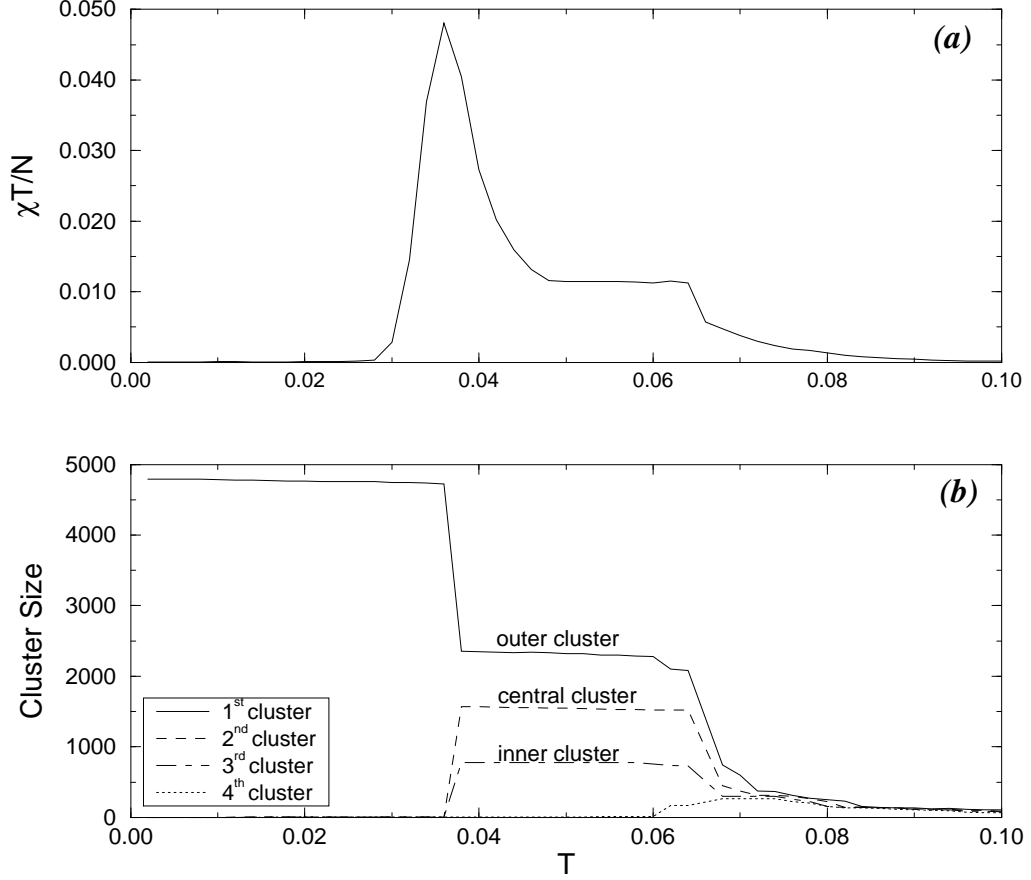 (a)
χT/N
0.050
0.040
0.030
0.020
0.010
0.000
0.00 0.02 0.04 0.06 0.08 0.10
(b)
Cluster Size
5000
4000
3000
2000
1000
0
outer cluster
central cluster
inner cluster
1st cluster
2nd cluster
3rd cluster
4th cluster
0.00 0.02 0.04 0.06 0.08 0.10
T